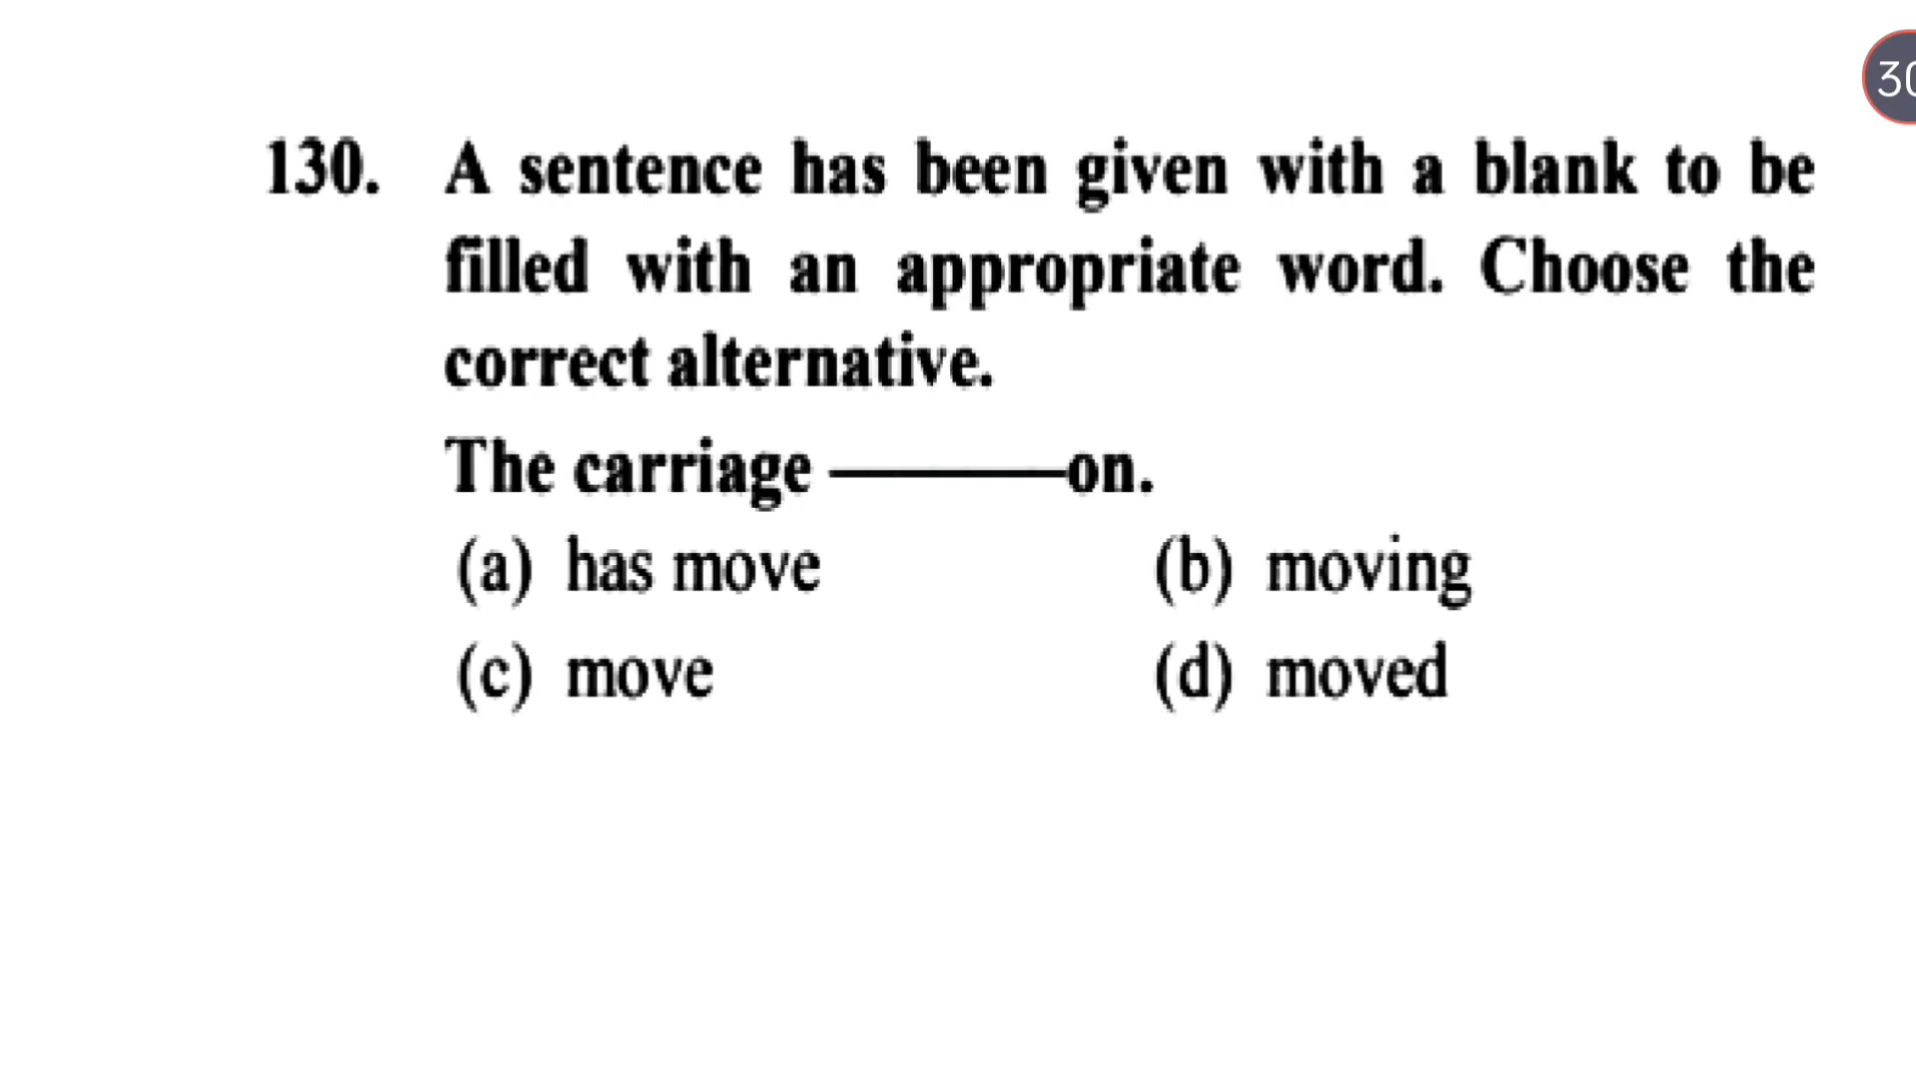 30
130. A sentence has been given with a blank to be
filled with an appropriate word. Choose the
correct alternative.
The carriage ———on.
(a) has move (b) moving
(c) move (d) moved